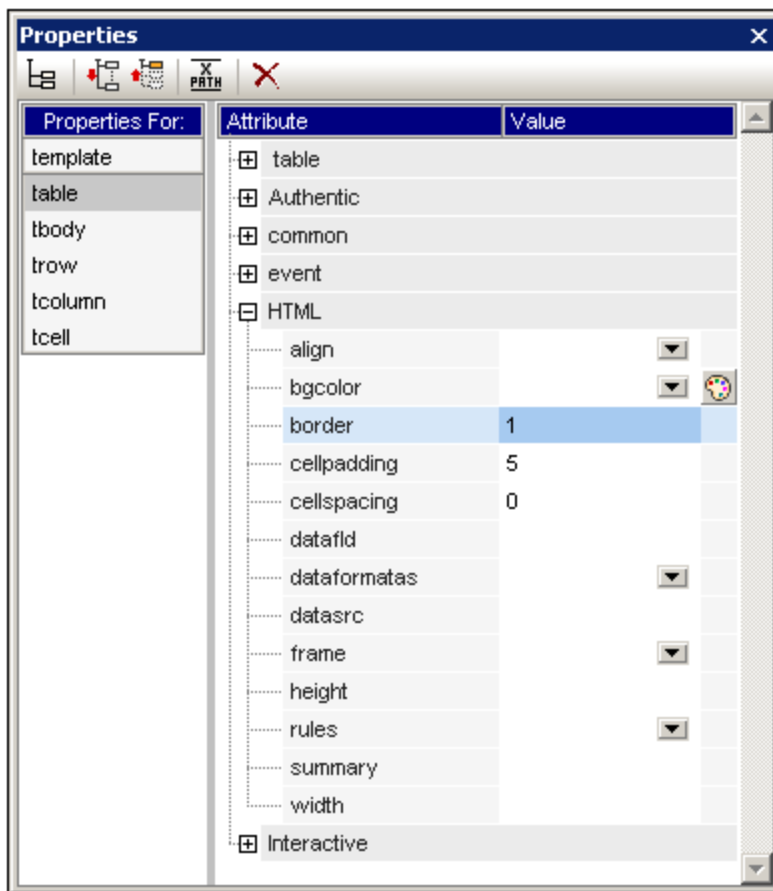 Properties
X
PATH
Properties For:
template
table
tbody
trow
tcolumn
tcell
Attribute Value
table
Authentic
common
event
HTML
align
bgcolor
border 1
cellpadding 5
cellspacing 0
datafld
dataformatas
datasrc
frame
height
rules
summary
width
Interactive